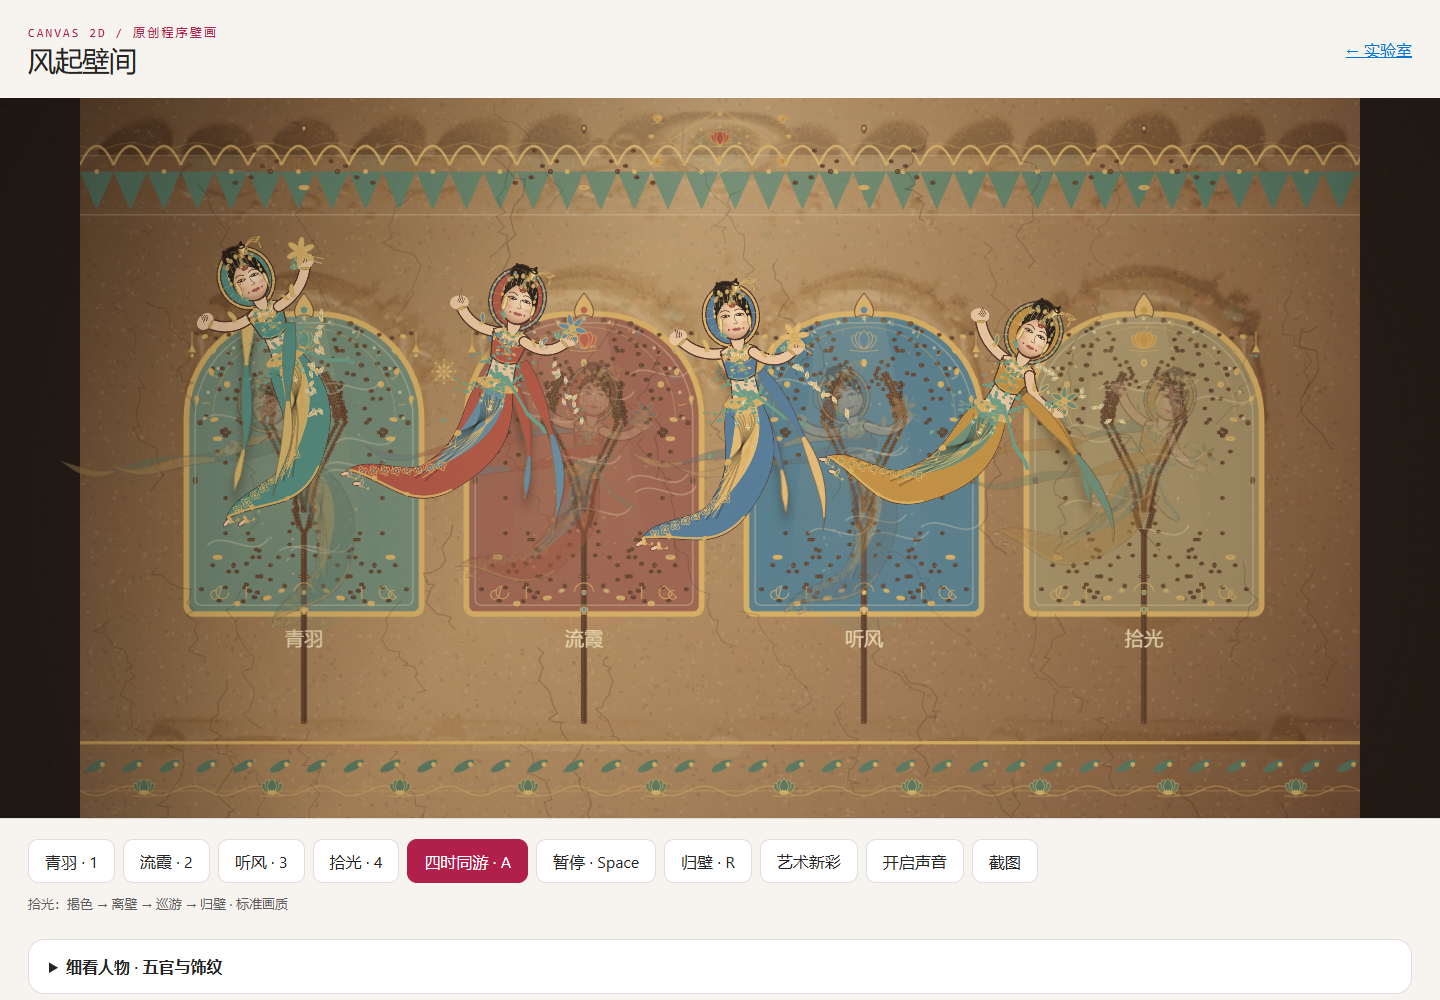 CANVAS 2D / 原创程序壁画
风起壁间
← 实验室
青羽
流霞
听风
拾光
青羽 · 1
流霞 · 2
听风 · 3
拾光 · 4
四时同游 · A
暂停 · Space
归壁 · R
艺术新彩
开启声音
截图
拾光：揭色 → 离壁 → 巡游 → 归壁 · 标准画质
▶ 细看人物 · 五官与饰纹